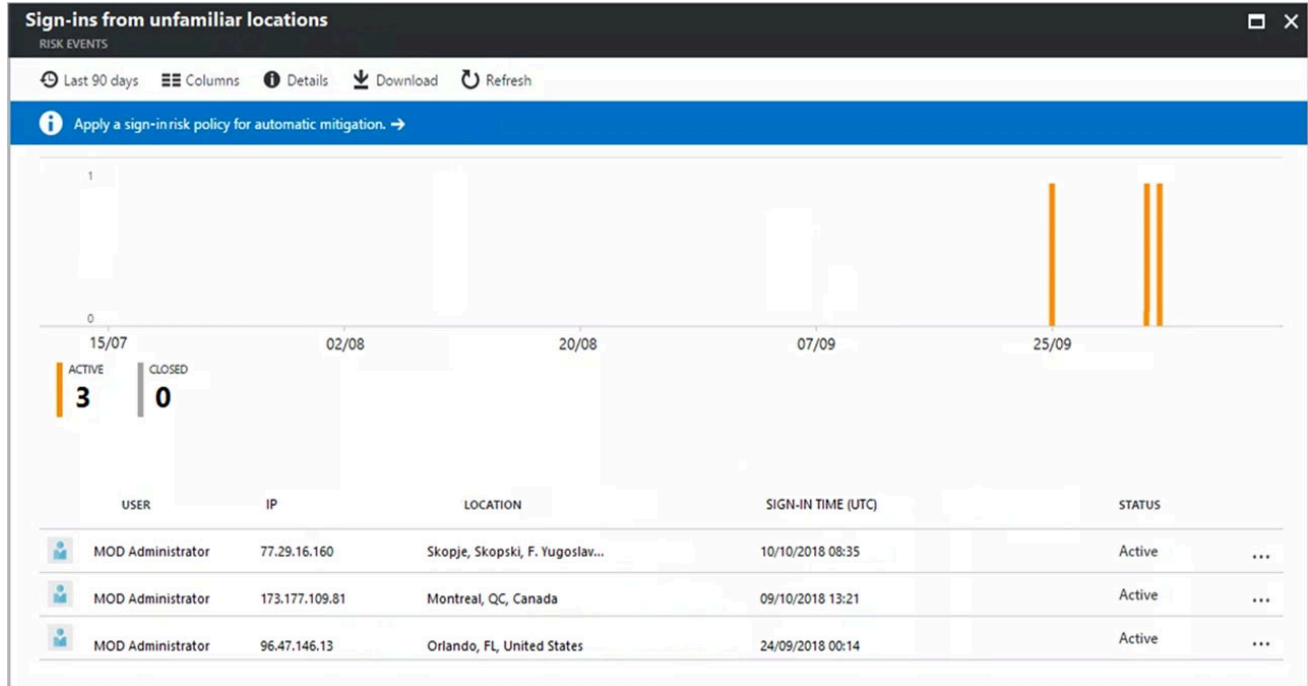 Sign-ins from unfamiliar locations
RISK EVENTS
Last 90 days Columns Details Download Refresh
Apply a sign-in risk policy for automatic mitigation. →
1
0
15/07 02/08 20/08 07/09 25/09
ACTIVE CLOSED
3 0
USER IP LOCATION SIGN-IN TIME (UTC) STATUS
MOD Administrator 77.29.16.160 Skopje, Skopski, F. Yugoslav... 10/10/2018 08:35 Active ...
MOD Administrator 173.177.109.81 Montreal, QC, Canada 09/10/2018 13:21 Active ...
MOD Administrator 96.47.146.13 Orlando, FL, United States 24/09/2018 00:14 Active ...